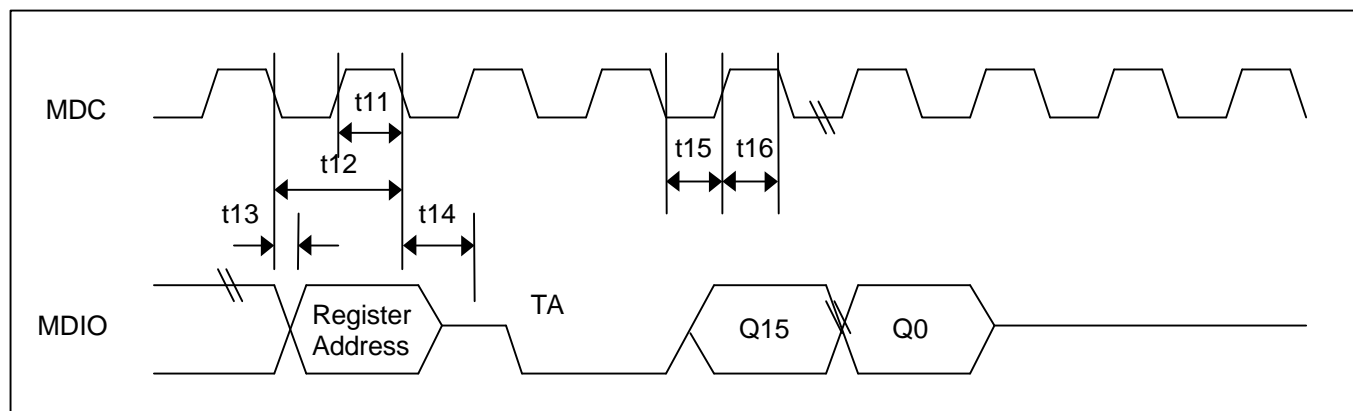 MDC
t11
t12
t15
t16
t13
t14
MDIO
Register
Address
TA
Q15
Q0